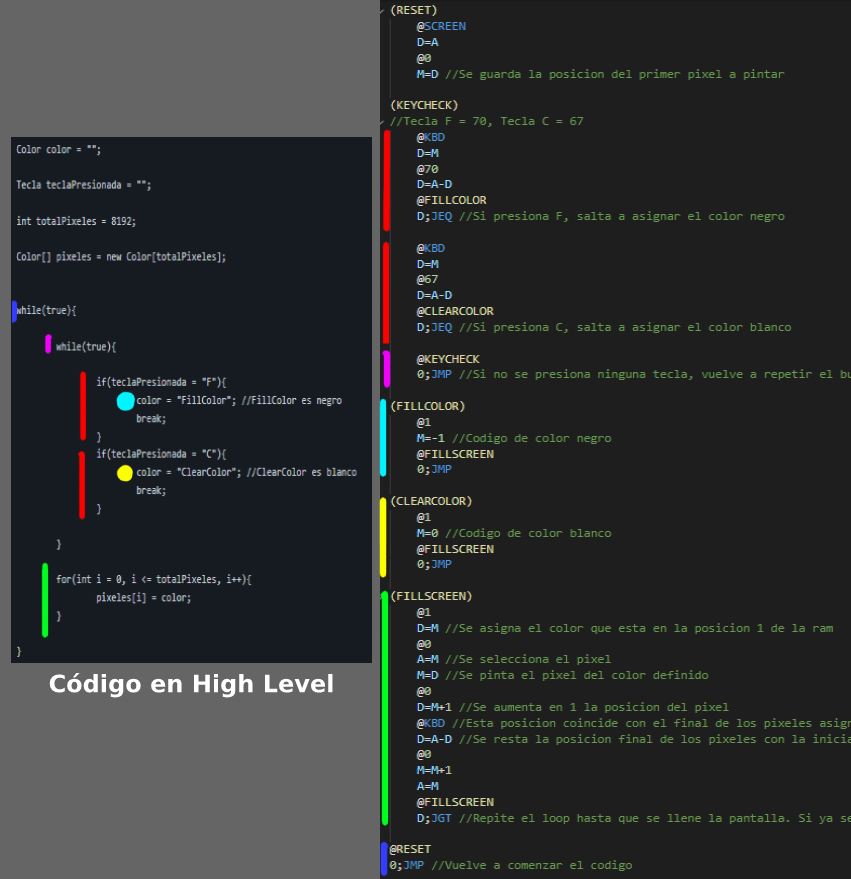 Color color = "";
Tecla teclaPresionada = "";
int totalPixeles = 8192;
Color[] pixeles = new Color[totalPixeles];
while(true){
while(true){
if(teclaPresionada = "F"){
color = "FillColor"; //FillColor es negro
break;
}
if(teclaPresionada = "C"){
color = "ClearColor"; //ClearColor es blanco
break;
}
}
for(int i = 0, i <= totalPixeles, i++){
pixeles[i] = color;
}
}
Código en High Level
(RESET)
@SCREEN
D=A
@0
M=D //Se guarda la posicion del primer pixel a pintar
(KEYCHECK)
//Tecla F = 70, Tecla C = 67
@KBD
D=M
@70
D=A-D
@FILLCOLOR
D;JEQ //Si presiona F, salta a asignar el color negro
@KBD
D=M
@67
D=A-D
@CLEARCOLOR
D;JEQ //Si presiona C, salta a asignar el color blanco
@KEYCHECK
0;JMP //Si no se presiona ninguna tecla, vuelve a repetir el bu
(FILLCOLOR)
@1
M=-1 //Codigo de color negro
@FILLSCREEN
0;JMP
(CLEARCOLOR)
@1
M=0 //Codigo de color blanco
@FILLSCREEN
0;JMP
(FILLSCREEN)
@1
D=M //Se asigna el color que esta en la posicion 1 de la ram
@0
A=M //Se selecciona el pixel
M=D //Se pinta el pixel del color definido
@0
D=M+1 //Se aumenta en 1 la posicion del pixel
@KBD //Esta posicion coincide con el final de los pixeles asign
D=A-D //Se resta la posicion final de los pixeles con la inicia
@0
M=M+1
A=M
@FILLSCREEN
D;JGT //Repite el loop hasta que se llene la pantalla. Si ya se
@RESET
0;JMP //Vuelve a comenzar el codigo